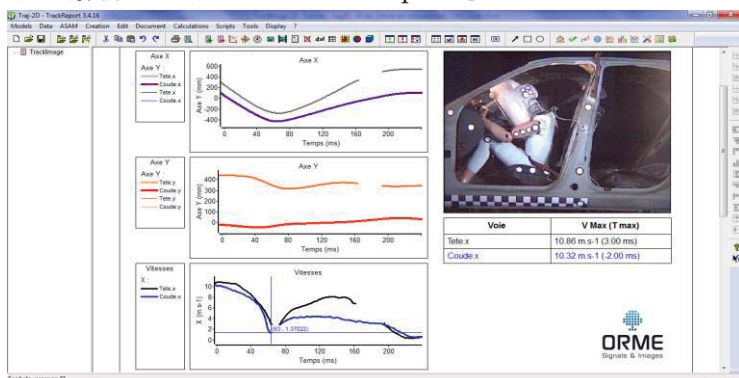 Traj-2D - TrackReport 3.4.16
Models Data ASAM Creation Edit Document Calculations Scripts Tools Display ?
TrackImage
Axe X
Axe Y :
Tete.x
Coude.x
Tete.x
Coude.x
Axe X
Axe Y (mm)
600
400
200
0
-200
-400
0 40 80 120 160 200
Temps (ms)
Axe Y
Axe Y :
Tete.y
Coude.y
Tete.y
Coude.y
Axe Y
Axe Y (mm)
400
300
200
100
0
0 40 80 120 160 200
Temps (ms)
Vitesses
X :
Tete.x
Coude.x
Vitesses
X (m.s-1)
10
8
6
4
2
0
(63 , 1.37022)
0 40 80 120 160 200
Temps (ms)
Voie V Max (T max)
Tete.x 10.86 m.s-1 (3.00 ms)
Coude.x 10.32 m.s-1 (-2.00 ms)
ORME
Signals & Images